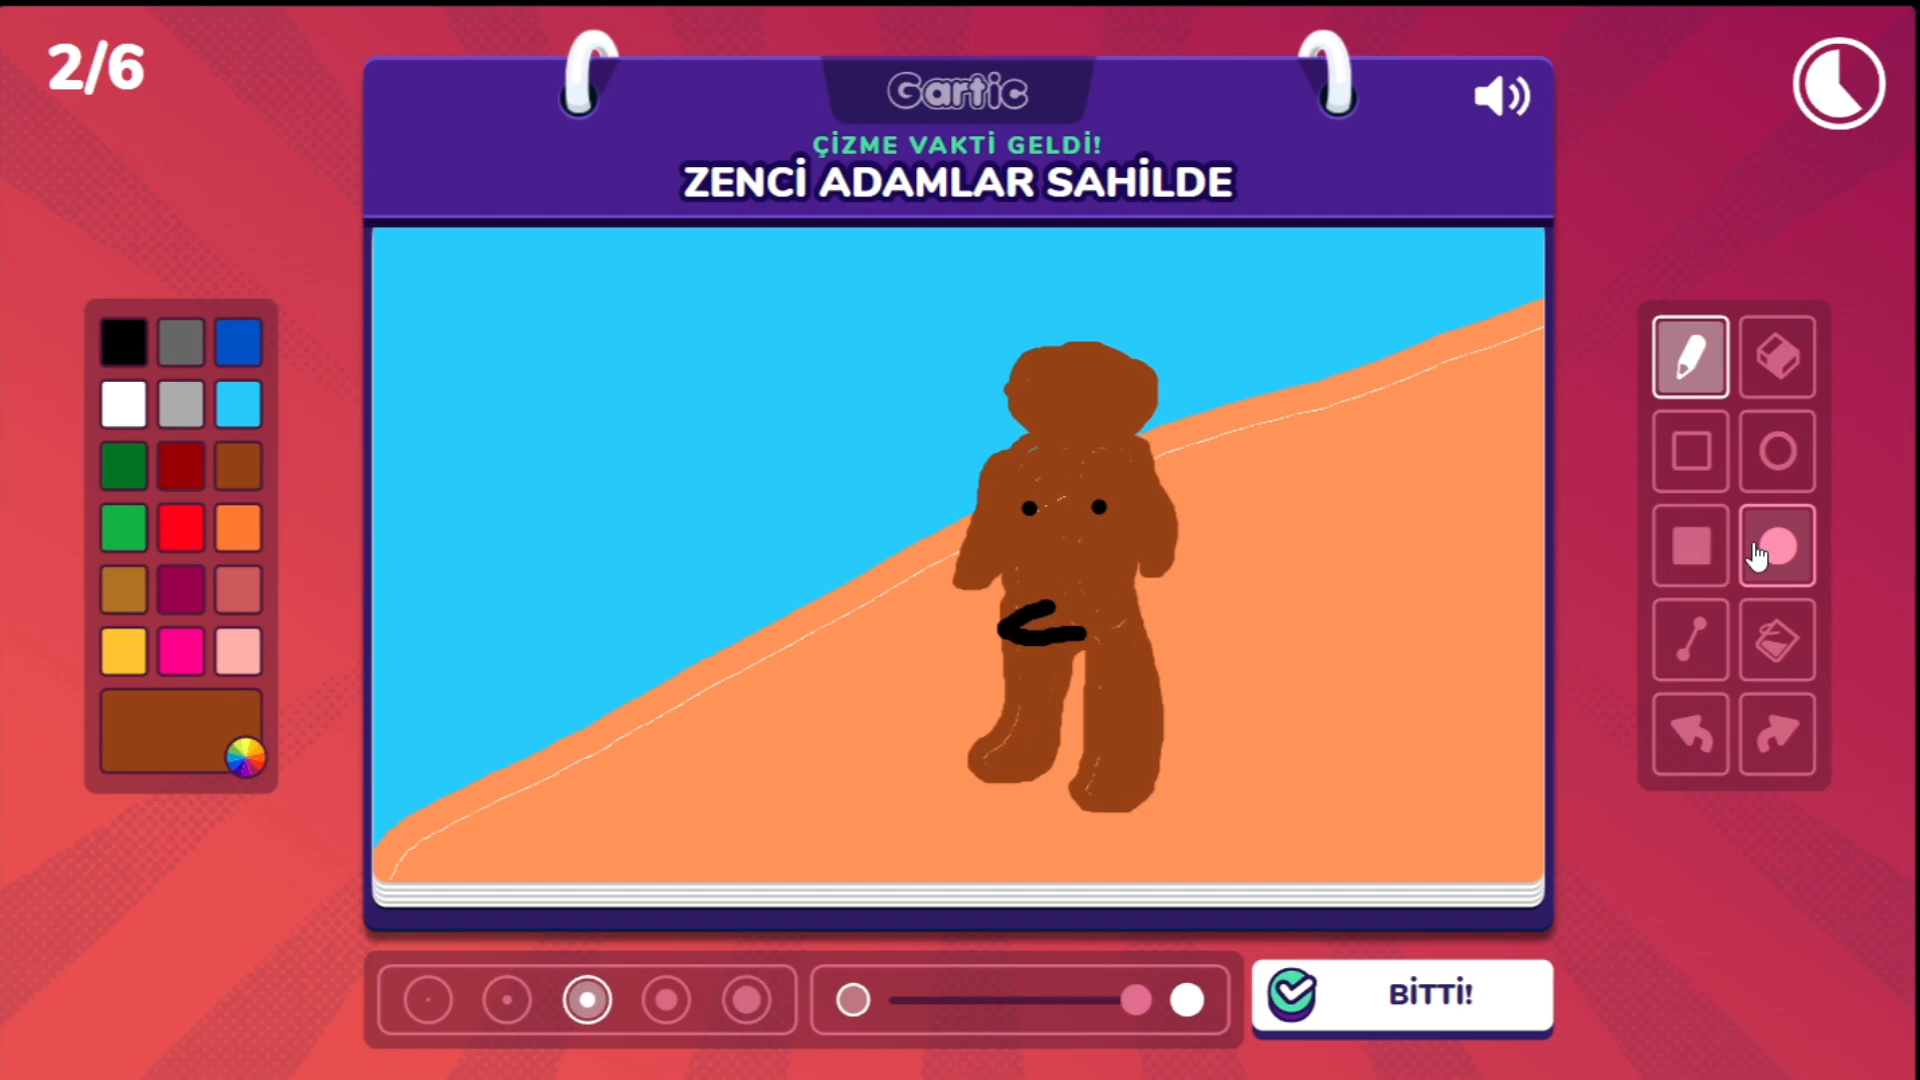 2/6
Gartic
ÇİZME VAKTİ GELDİ!
ZENCİ ADAMLAR SAHİLDE
BİTTİ!